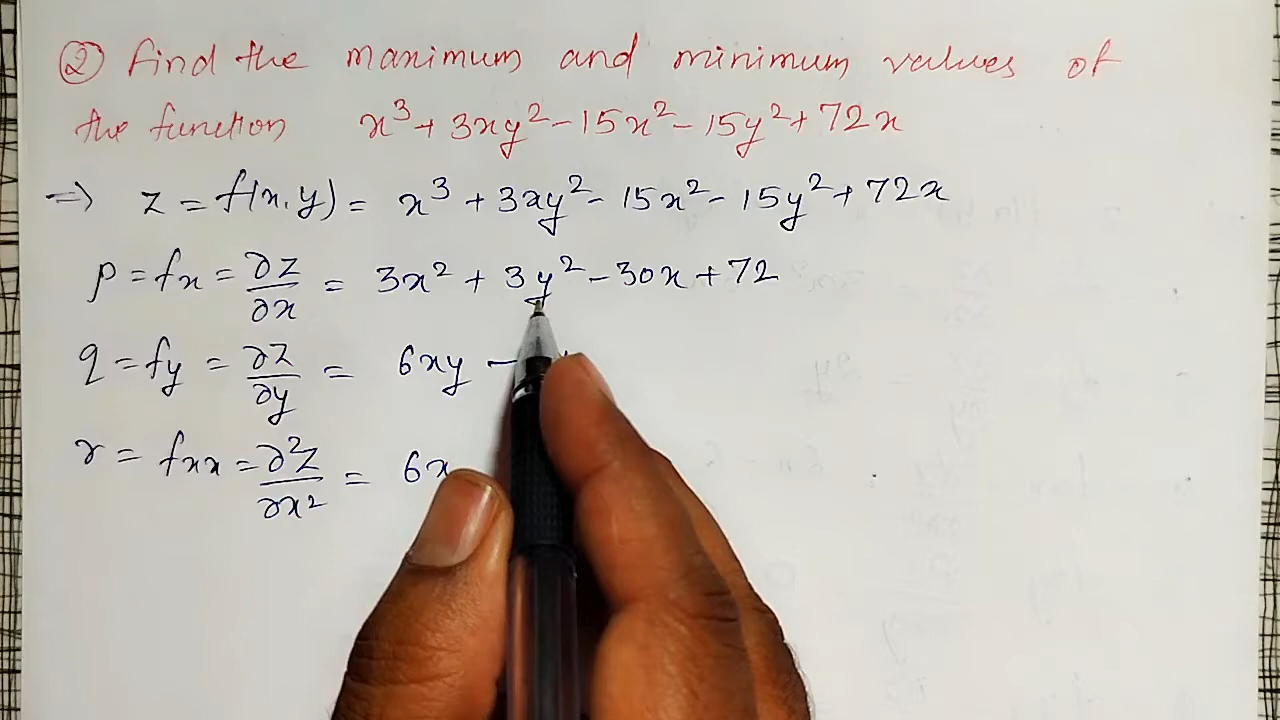 ② Find the maximum and minimum values of
the function x³ + 3xy² - 15x² - 15y² + 72x
=> z = f(x,y) = x³ + 3xy² - 15x² - 15y² + 72x
p = fx = ∂z/∂x = 3x² + 3y² - 30x + 72
q = fy = ∂z/∂y = 6xy -
r = fxx = ∂²z/∂x² = 6x